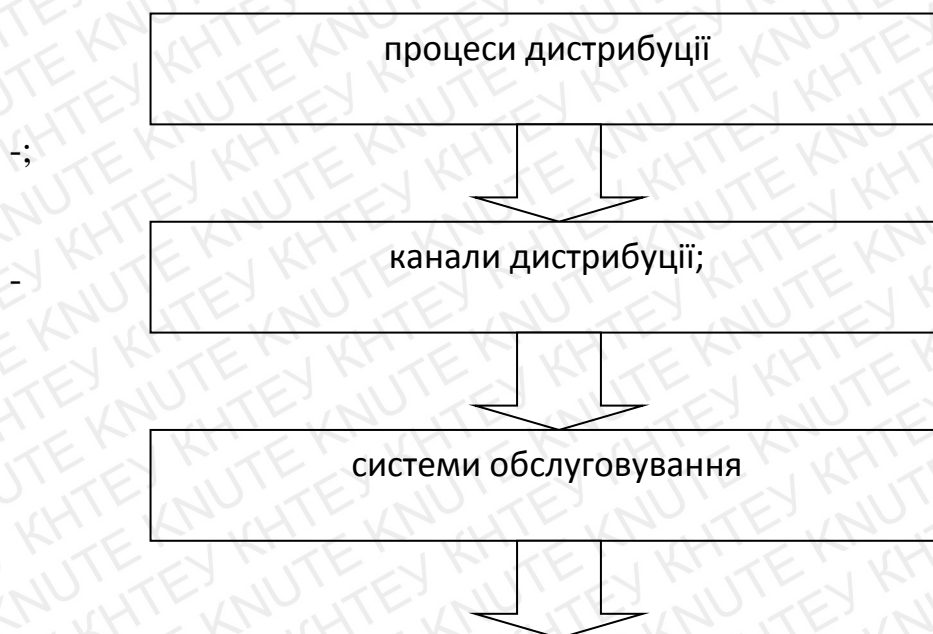 процеси дистрибуції
-;
канали дистрибуції;
-
системи обслуговування